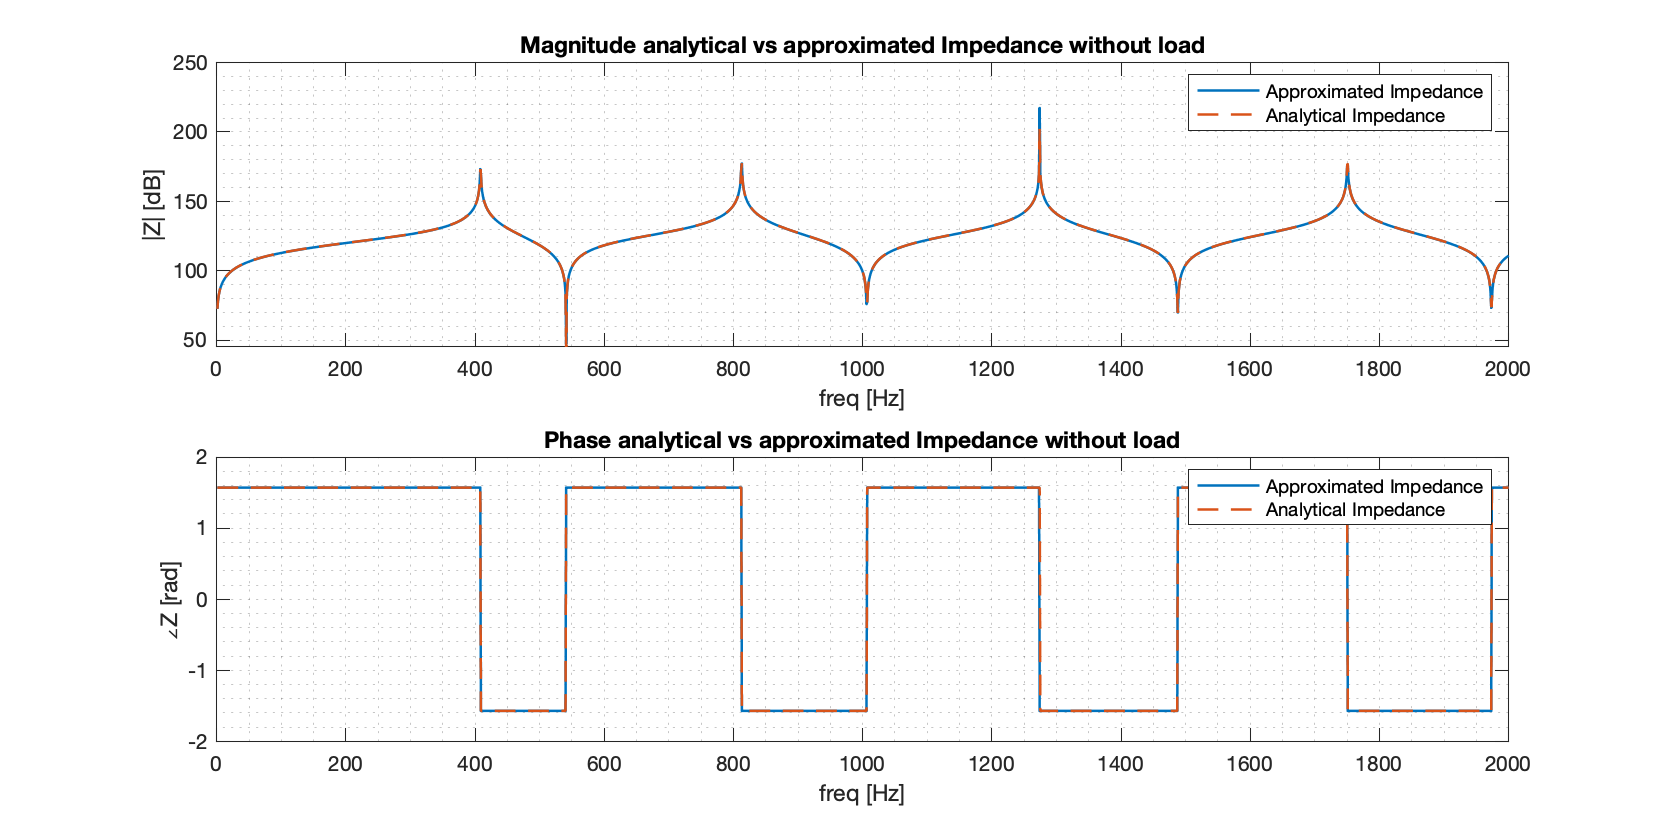 Magnitude analytical vs approximated Impedance without load
250
200
150
100
50
|Z| [dB]
Approximated Impedance
Analytical Impedance
0 200 400 600 800 1000 1200 1400 1600 1800 2000
freq [Hz]
Phase analytical vs approximated Impedance without load
2
1
0
-1
-2
∠Z [rad]
Approximated Impedance
Analytical Impedance
0 200 400 600 800 1000 1200 1400 1600 1800 2000
freq [Hz]